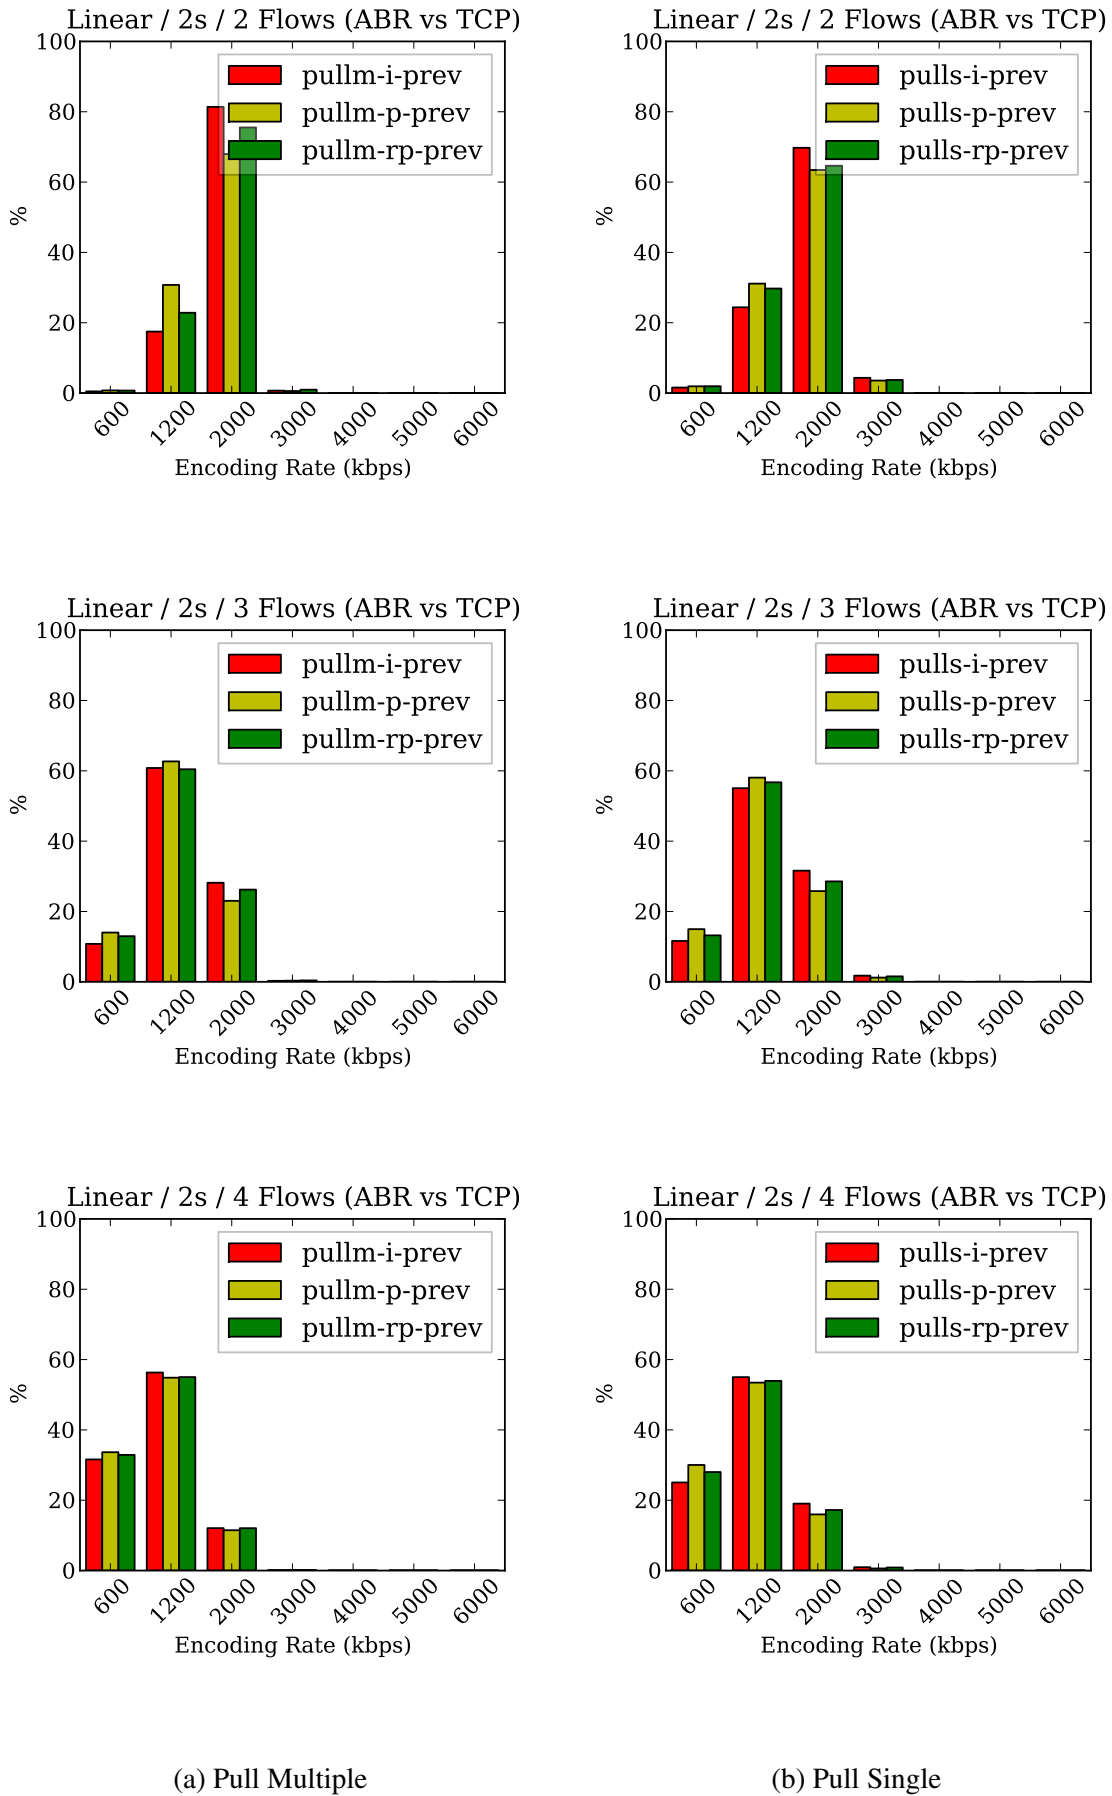 Linear / 2s / 2 Flows (ABR vs TCP)
100
80
60
40
20
0
%
pullm-i-prev
pullm-p-prev
pullm-rp-prev
600 1200 2000 3000 4000 5000 6000
Encoding Rate (kbps)
Linear / 2s / 2 Flows (ABR vs TCP)
100
80
60
40
20
0
%
pulls-i-prev
pulls-p-prev
pulls-rp-prev
600 1200 2000 3000 4000 5000 6000
Encoding Rate (kbps)
Linear / 2s / 3 Flows (ABR vs TCP)
100
80
60
40
20
0
%
pullm-i-prev
pullm-p-prev
pullm-rp-prev
600 1200 2000 3000 4000 5000 6000
Encoding Rate (kbps)
Linear / 2s / 3 Flows (ABR vs TCP)
100
80
60
40
20
0
%
pulls-i-prev
pulls-p-prev
pulls-rp-prev
600 1200 2000 3000 4000 5000 6000
Encoding Rate (kbps)
Linear / 2s / 4 Flows (ABR vs TCP)
100
80
60
40
20
0
%
pullm-i-prev
pullm-p-prev
pullm-rp-prev
600 1200 2000 3000 4000 5000 6000
Encoding Rate (kbps)
Linear / 2s / 4 Flows (ABR vs TCP)
100
80
60
40
20
0
%
pulls-i-prev
pulls-p-prev
pulls-rp-prev
600 1200 2000 3000 4000 5000 6000
Encoding Rate (kbps)
(a) Pull Multiple
(b) Pull Single